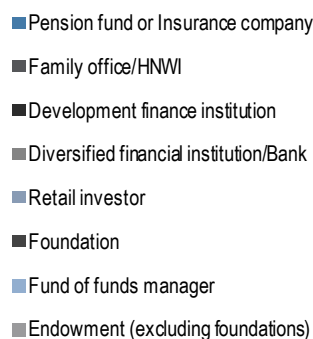 Pension fund or Insurance company
Family office/HNWI
Development finance institution
Diversified financial institution/Bank
Retail investor
Foundation
Fund of funds manager
Endowment (excluding foundations)